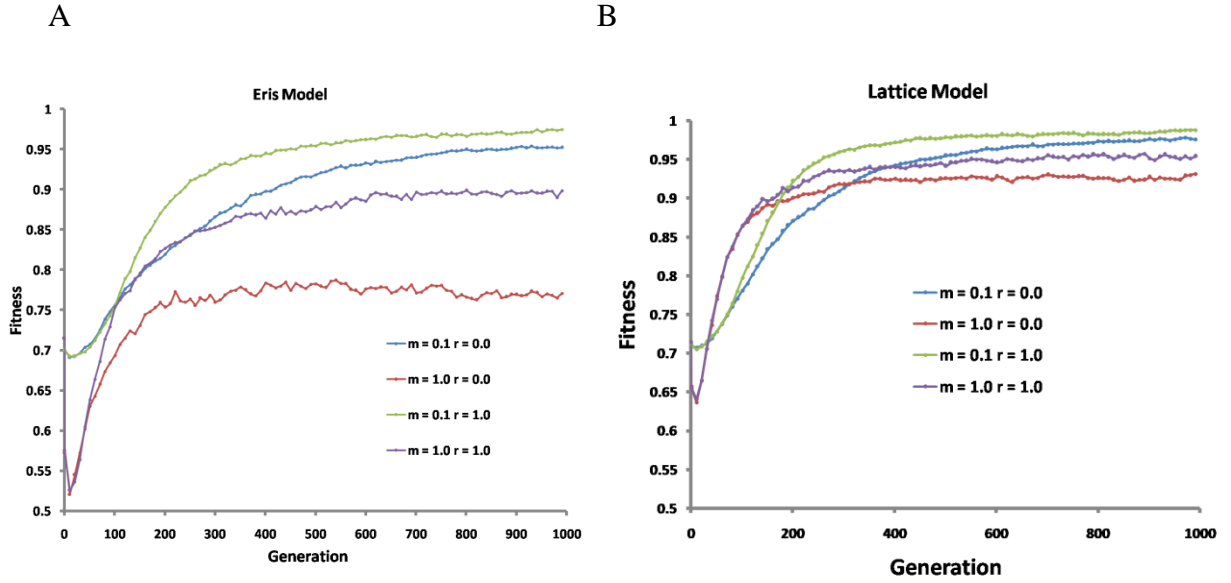 A
B
Eris Model
1
0.95
0.9
0.85
0.8
0.75
0.7
0.65
0.6
0.55
0.5
Fitness
0
100
200
300
400
500
600
700
800
900
1000
Generation
m = 0.1 r = 0.0
m = 1.0 r = 0.0
m = 0.1 r = 1.0
m = 1.0 r = 1.0
Lattice Model
1
0.95
0.9
0.85
0.8
0.75
0.7
0.65
0.6
0.55
0.5
Fitness
0
200
400
600
800
1000
Generation
m = 0.1 r = 0.0
m = 1.0 r = 0.0
m = 0.1 r = 1.0
m = 1.0 r = 1.0